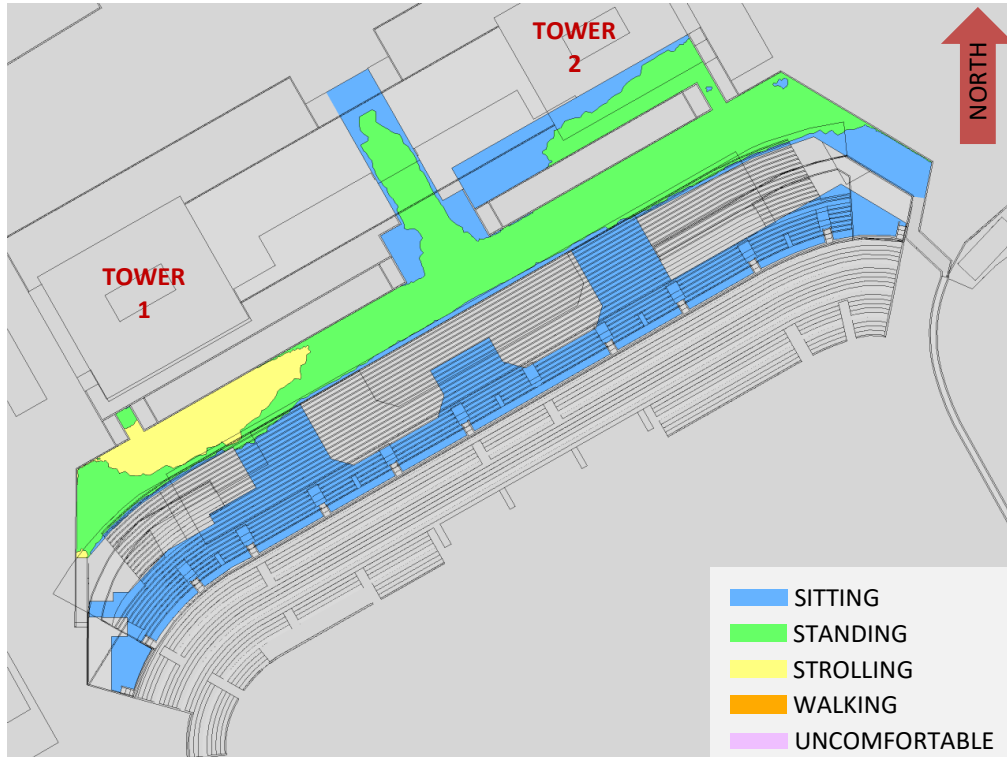 TOWER
2
NORTH
TOWER
1
SITTING
STANDING
STROLLING
WALKING
UNCOMFORTABLE